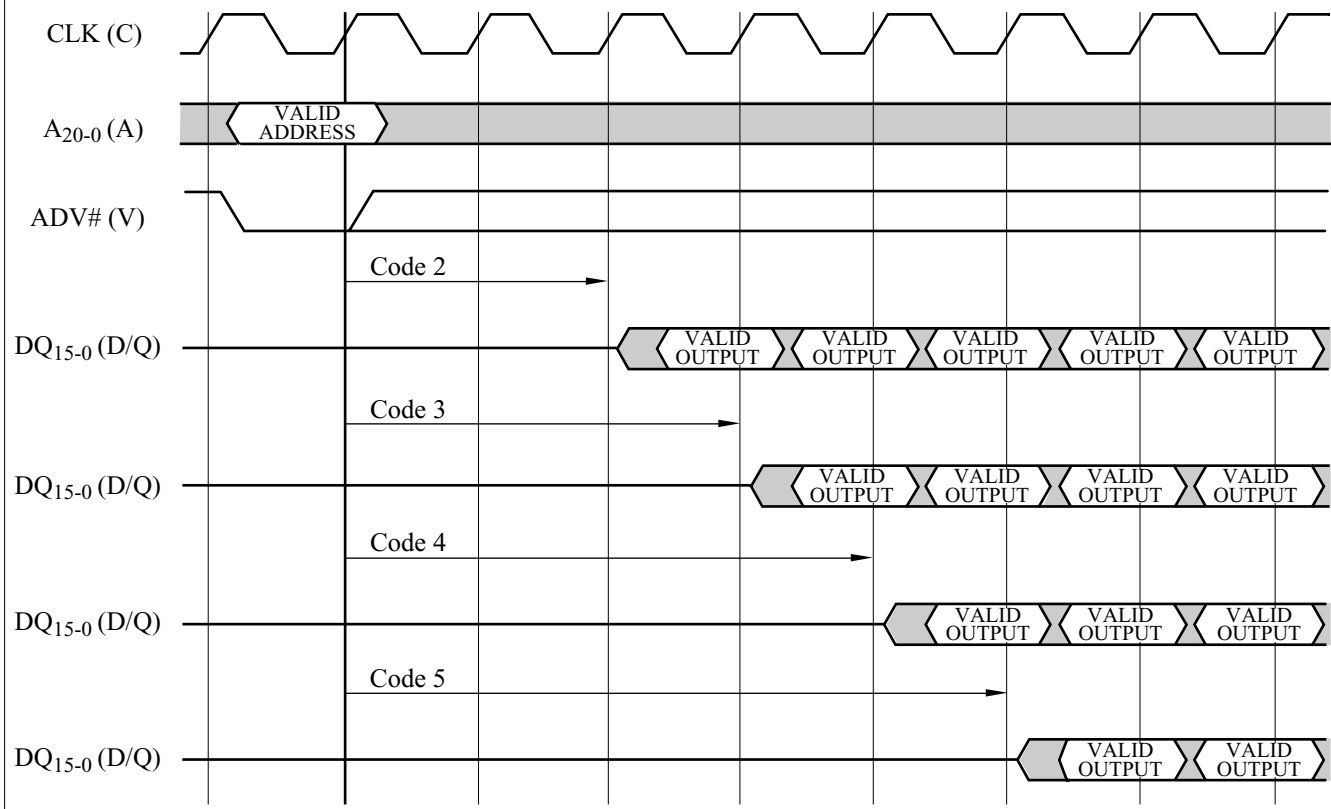 CLK (C)
A20-0 (A)
VALID
ADDRESS
ADV# (V)
Code 2
DQ15-0 (D/Q)
VALID
OUTPUT
VALID
OUTPUT
VALID
OUTPUT
VALID
OUTPUT
VALID
OUTPUT
Code 3
DQ15-0 (D/Q)
VALID
OUTPUT
VALID
OUTPUT
VALID
OUTPUT
VALID
OUTPUT
Code 4
DQ15-0 (D/Q)
VALID
OUTPUT
VALID
OUTPUT
VALID
OUTPUT
Code 5
DQ15-0 (D/Q)
VALID
OUTPUT
VALID
OUTPUT